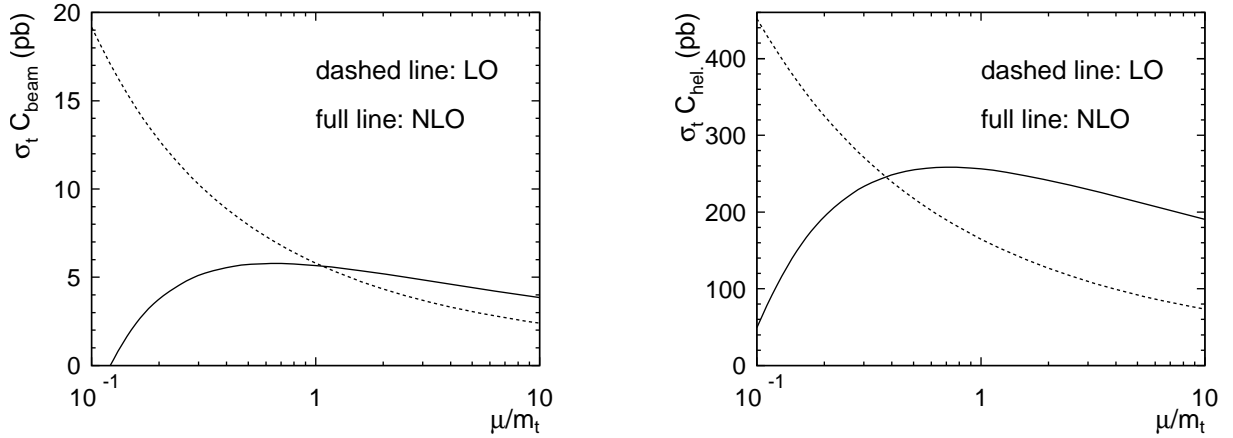 σt Cbeam (pb)
20
15
10
5
0
dashed line: LO
full line: NLO
10 -1
1
10
μ/mt
σt Chel. (pb)
400
300
200
100
0
dashed line: LO
full line: NLO
10 -1
1
10
μ/mt